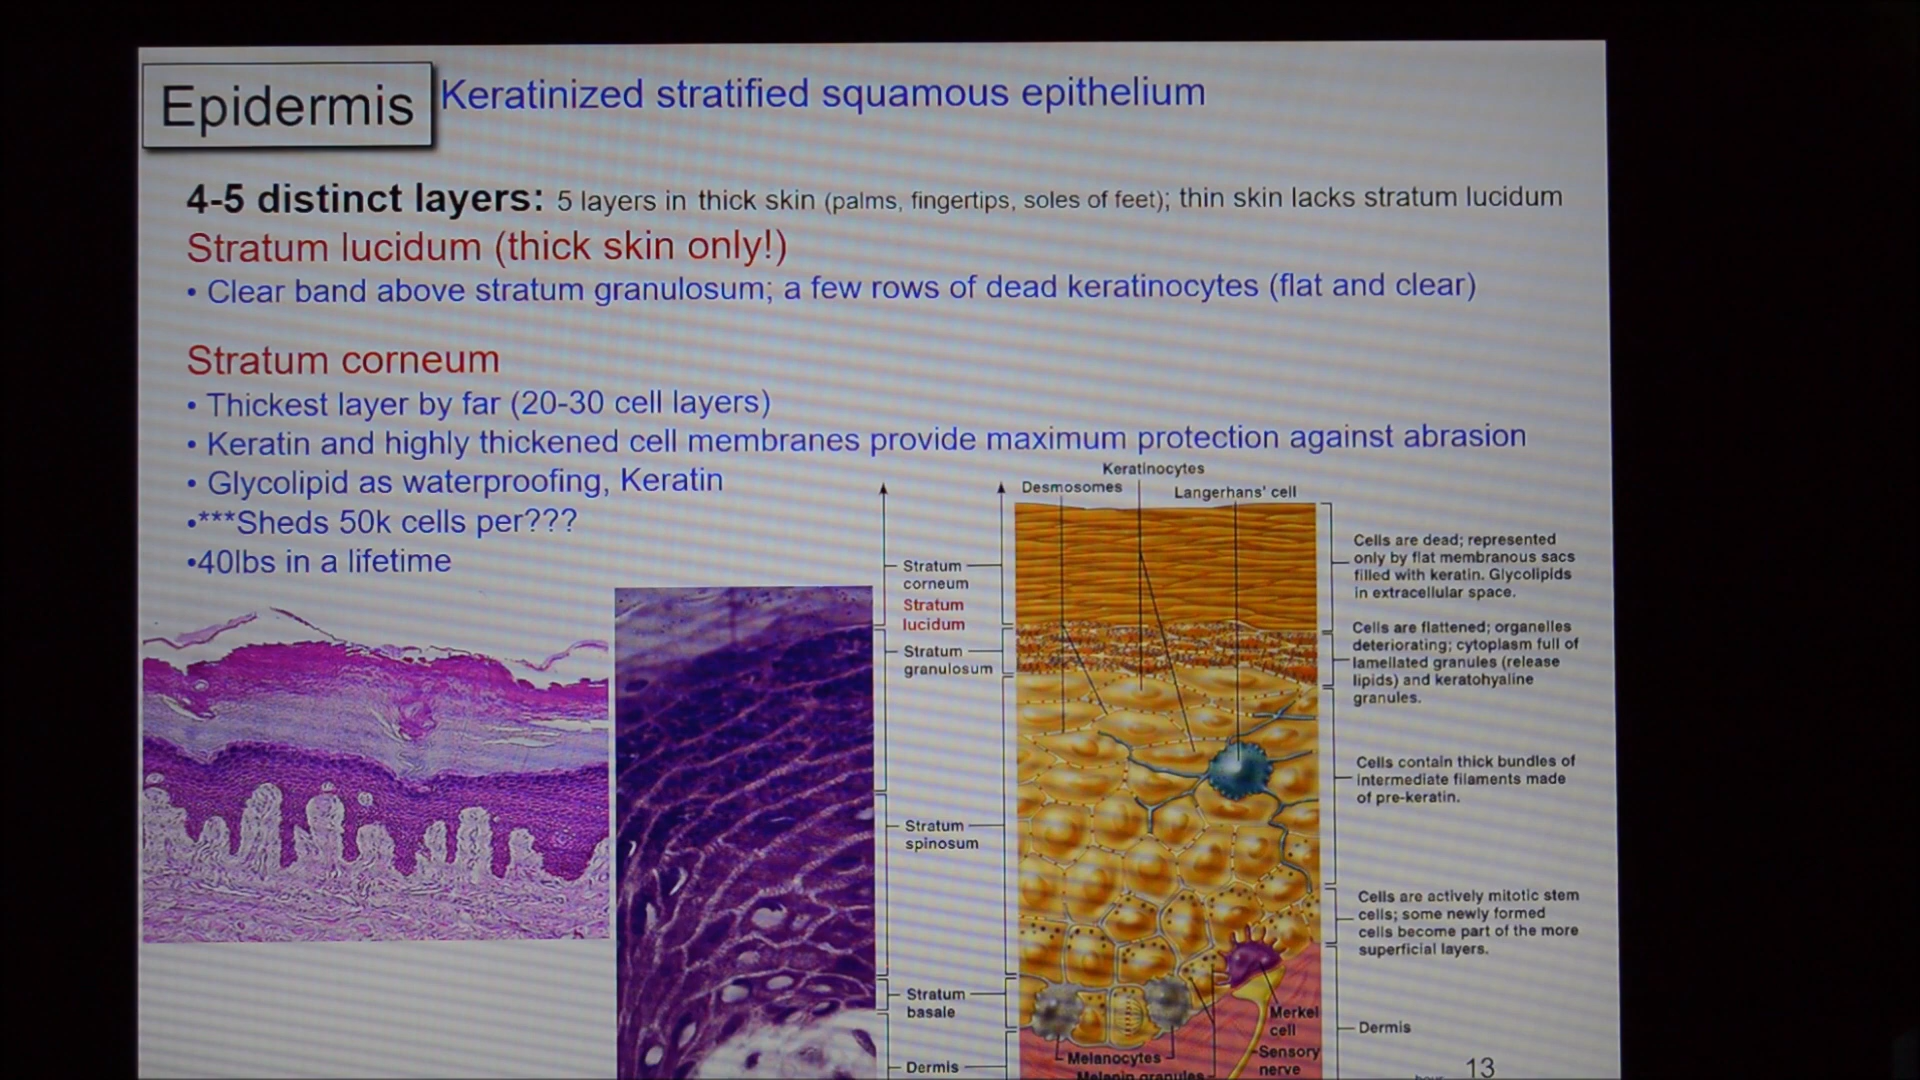 Epidermis
Keratinized stratified squamous epithelium
4-5 distinct layers: 5 layers in thick skin (palms, fingertips, soles of feet); thin skin lacks stratum lucidum
Stratum lucidum (thick skin only!)
• Clear band above stratum granulosum; a few rows of dead keratinocytes (flat and clear)
Stratum corneum
• Thickest layer by far (20-30 cell layers)
• Keratin and highly thickened cell membranes provide maximum protection against abrasion
• Glycolipid as waterproofing, Keratin
•***Sheds 50k cells per???
•40lbs in a lifetime
Keratinocytes
Desmosomes
Langerhans' cell
Stratum
corneum
Stratum
lucidum
Stratum
granulosum
Stratum
spinosum
Stratum
basale
Dermis
Cells are dead; represented
only by flat membranous sacs
filled with keratin. Glycolipids
in extracellular space.
Cells are flattened; organelles
deteriorating; cytoplasm full of
lamellated granules (release
lipids) and keratohyaline
granules.
Cells contain thick bundles of
intermediate filaments made
of pre-keratin.
Cells are actively mitotic stem
cells; some newly formed
cells become part of the more
superficial layers.
Dermis
Merkel
cell
Sensory
nerve
Melanocytes
Melanin granules
13